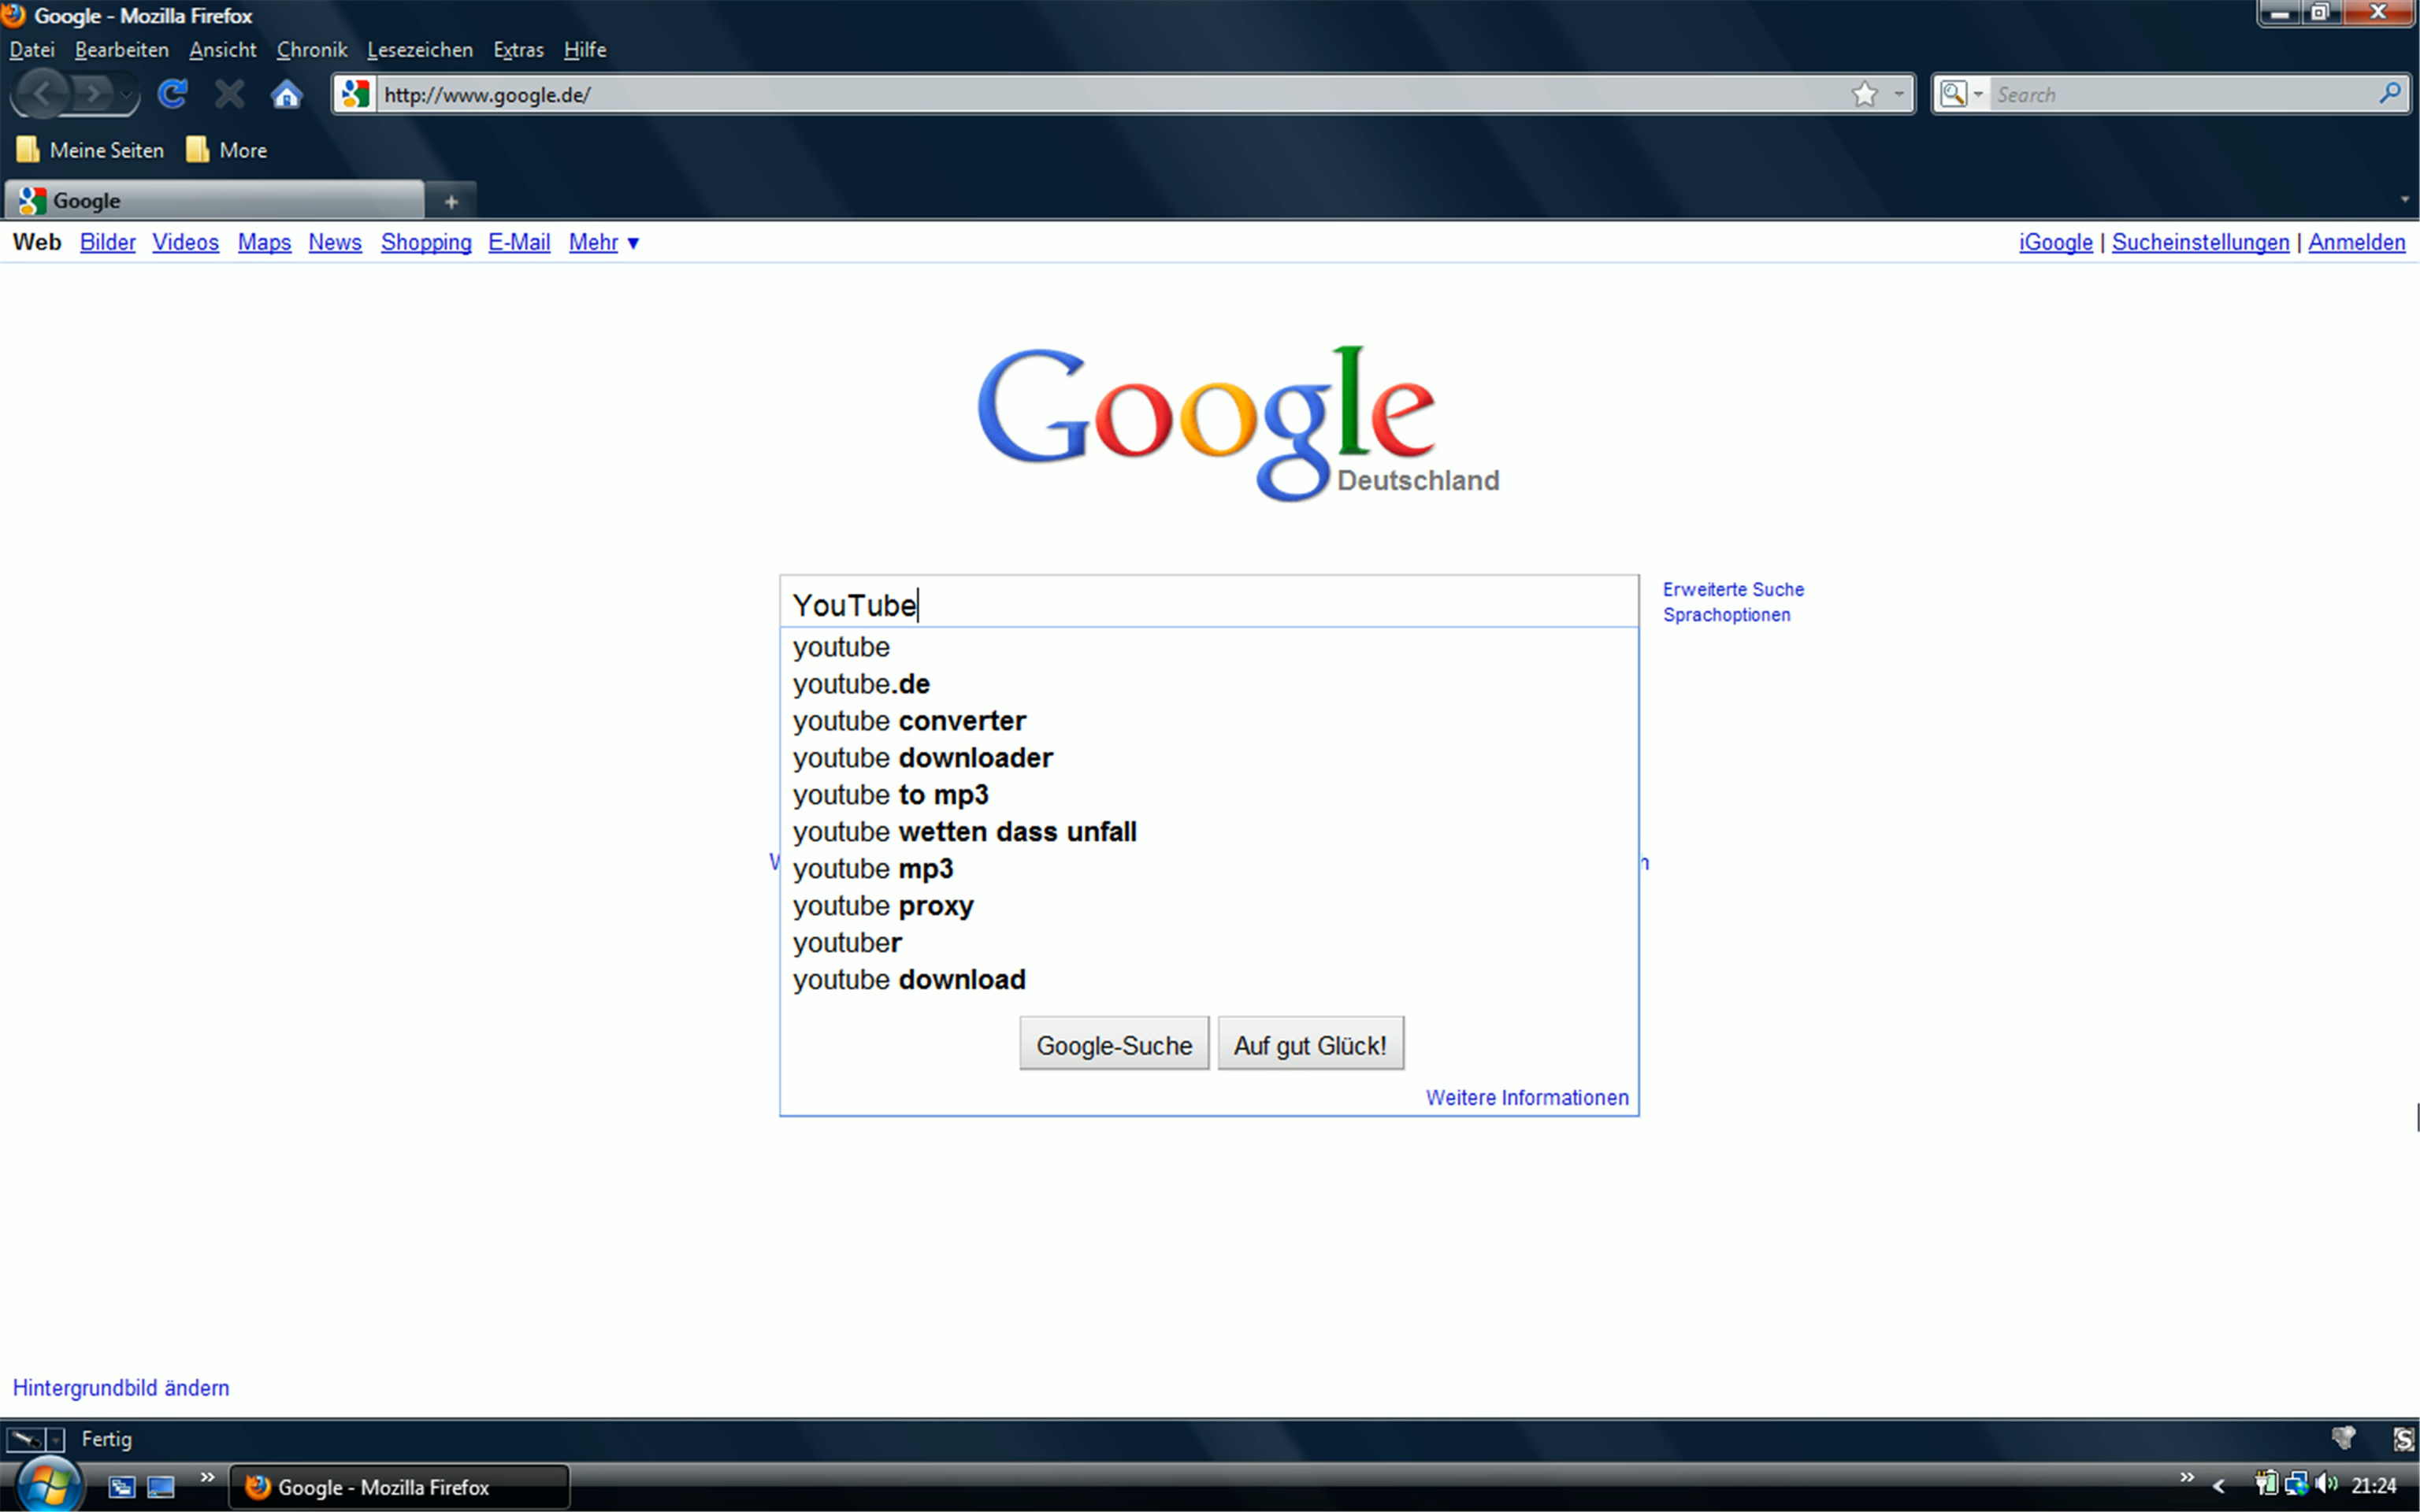 Google - Mozilla Firefox
Datei Bearbeiten Ansicht Chronik Lesezeichen Extras Hilfe
http://www.google.de/ Search
Meine Seiten More
Google
Web Bilder Videos Maps News Shopping E-Mail Mehr ▼ iGoogle | Sucheinstellungen | Anmelden
Google
Deutschland
YouTube
Erweiterte Suche
Sprachoptionen
youtube
youtube.de
youtube converter
youtube downloader
youtube to mp3
youtube wetten dass unfall
youtube mp3
youtube proxy
youtuber
youtube download
Google-Suche Auf gut Glück!
Weitere Informationen
Hintergrundbild ändern
Fertig
Google - Mozilla Firefox 21:24